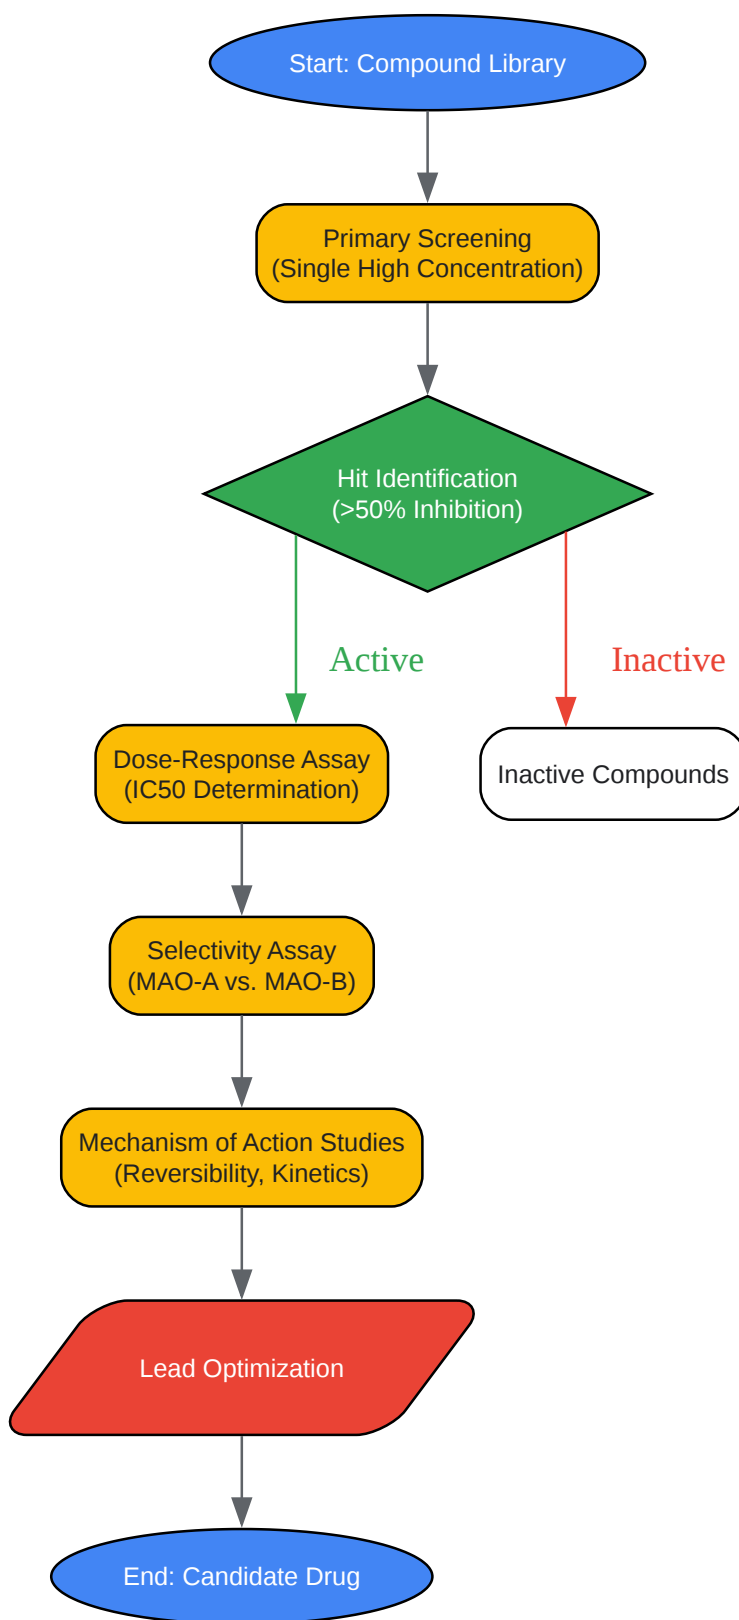 Start: Compound Library
Primary Screening
(Single High Concentration)
Hit Identification
(>50% Inhibition)
Active
Inactive
Dose-Response Assay
(IC50 Determination)
Inactive Compounds
Selectivity Assay
(MAO-A vs. MAO-B)
Mechanism of Action Studies
(Reversibility, Kinetics)
Lead Optimization
End: Candidate Drug